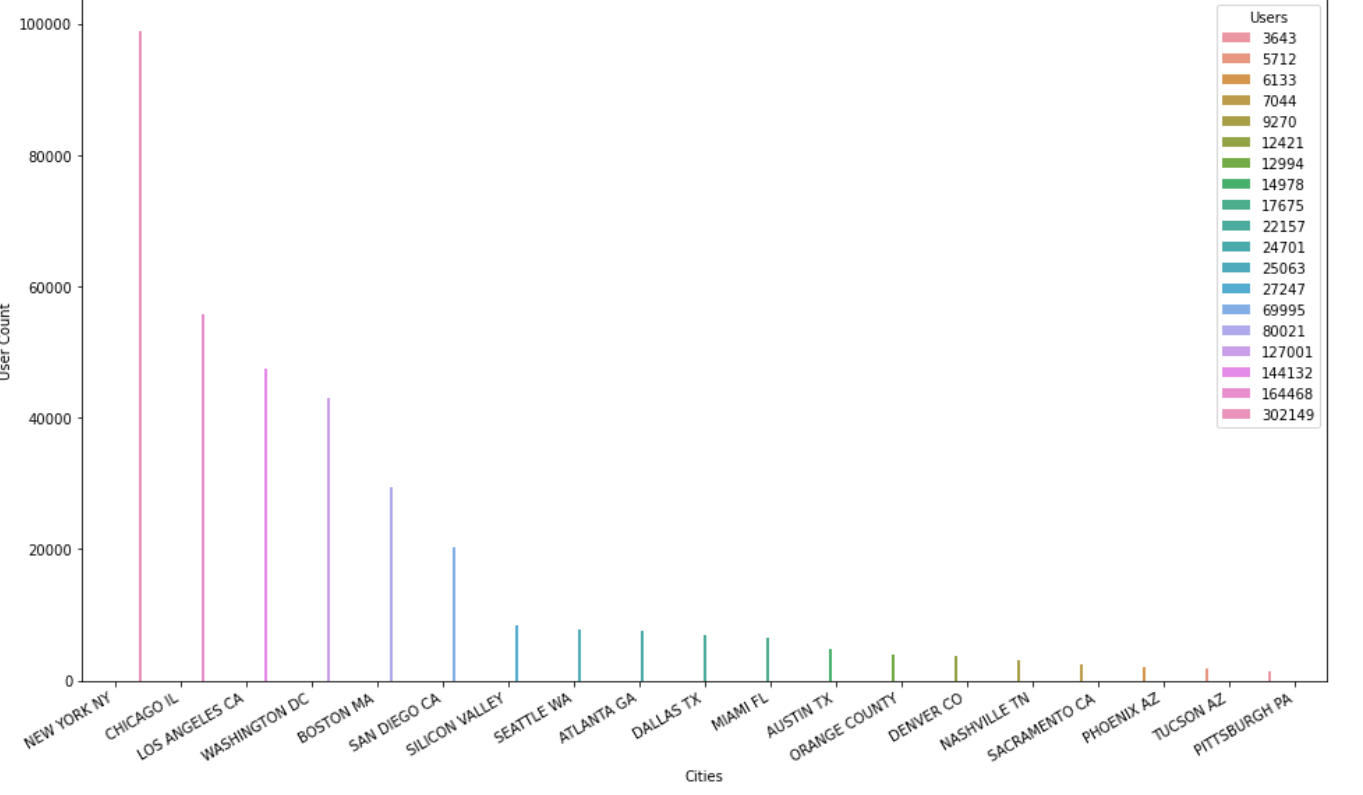 100000
80000
60000
40000
20000
0
User Count
NEW YORK NY
CHICAGO IL
LOS ANGELES CA
WASHINGTON DC
BOSTON MA
SAN DIEGO CA
SILICON VALLEY
SEATTLE WA
ATLANTA GA
DALLAS TX
MIAMI FL
AUSTIN TX
ORANGE COUNTY
DENVER CO
NASHVILLE TN
SACRAMENTO CA
PHOENIX AZ
TUCSON AZ
PITTSBURGH PA
Cities
Users
3643
5712
6133
7044
9270
12421
12994
14978
17675
22157
24701
25063
27247
69995
80021
127001
144132
164468
302149